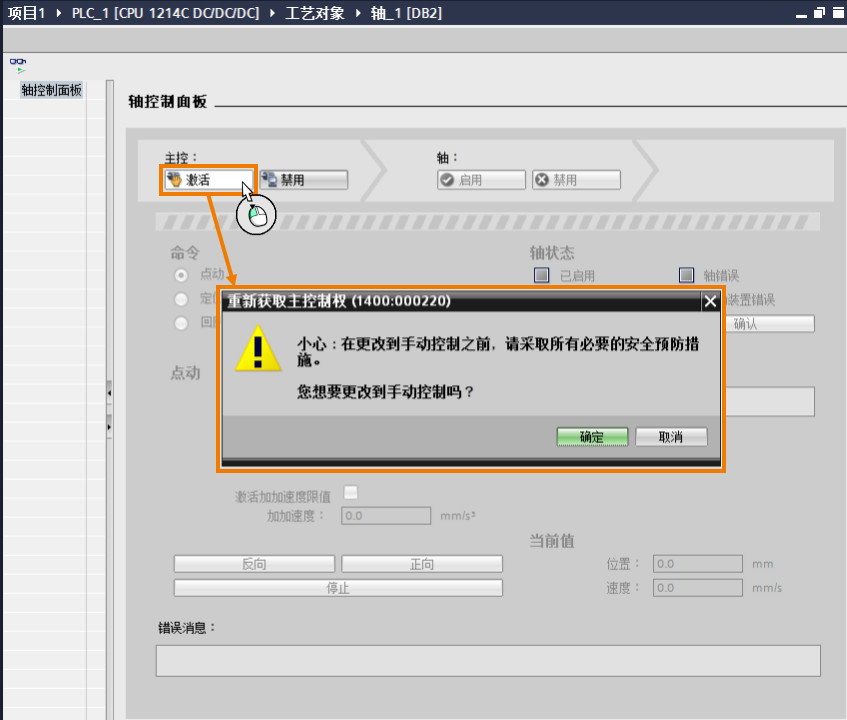 项目1 ▸ PLC_1 [CPU 1214C DC/DC/DC] ▸ 工艺对象 ▸ 轴_1 [DB2]
轴控制面板
轴控制面板
主控：
轴：
激活
禁用
启用
禁用
命令
轴状态
点动
已启用
轴错误
装置错误
确认
重新获取主控制权 (1400:000220)
小心：在更改到手动控制之前，请采取所有必要的安全预防措
施。
您想要更改到手动控制吗？
确定
取消
点动
激活加加速度限值
加加速度：
0.0
mm/s³
当前值
反向
正向
位置：
0.0
mm
停止
速度：
0.0
mm/s
错误消息：